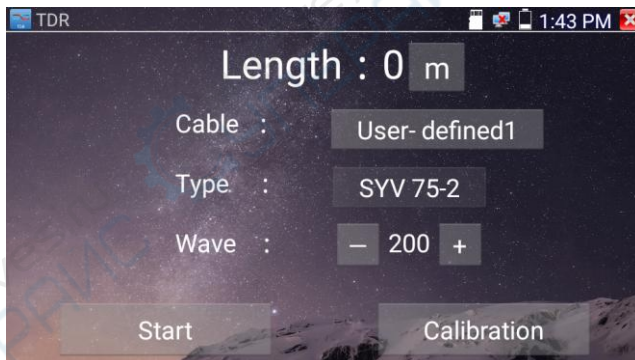 TDR 1:43 PM
Length : 0 m
Cable : User- defined1
Type : SYV 75-2
Wave : — 200 +
Start Calibration